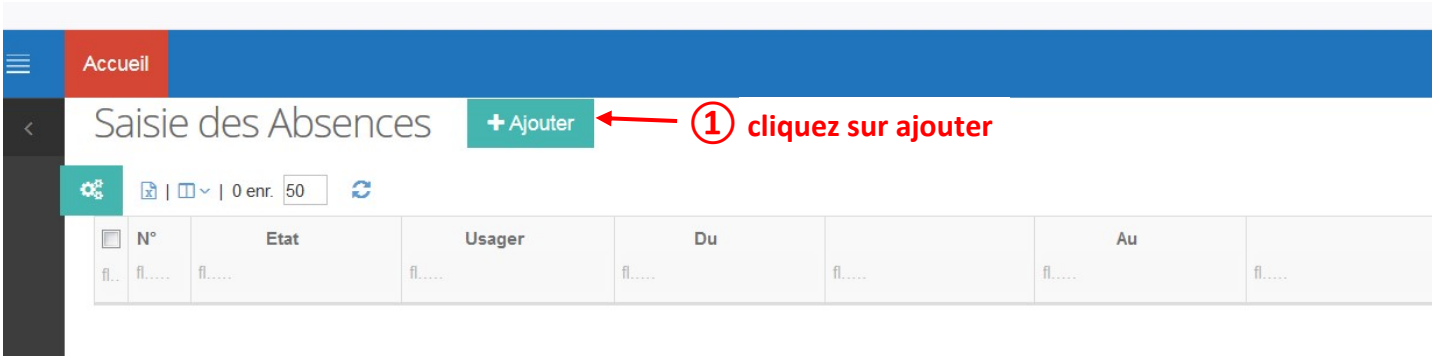 Accueil
Saisie des Absences + Ajouter ① cliquez sur ajouter
| | 0 enr. 50
N° Etat Usager Du Au
fl.. fl..... fl..... fl..... fl..... fl..... fl..... fl.....